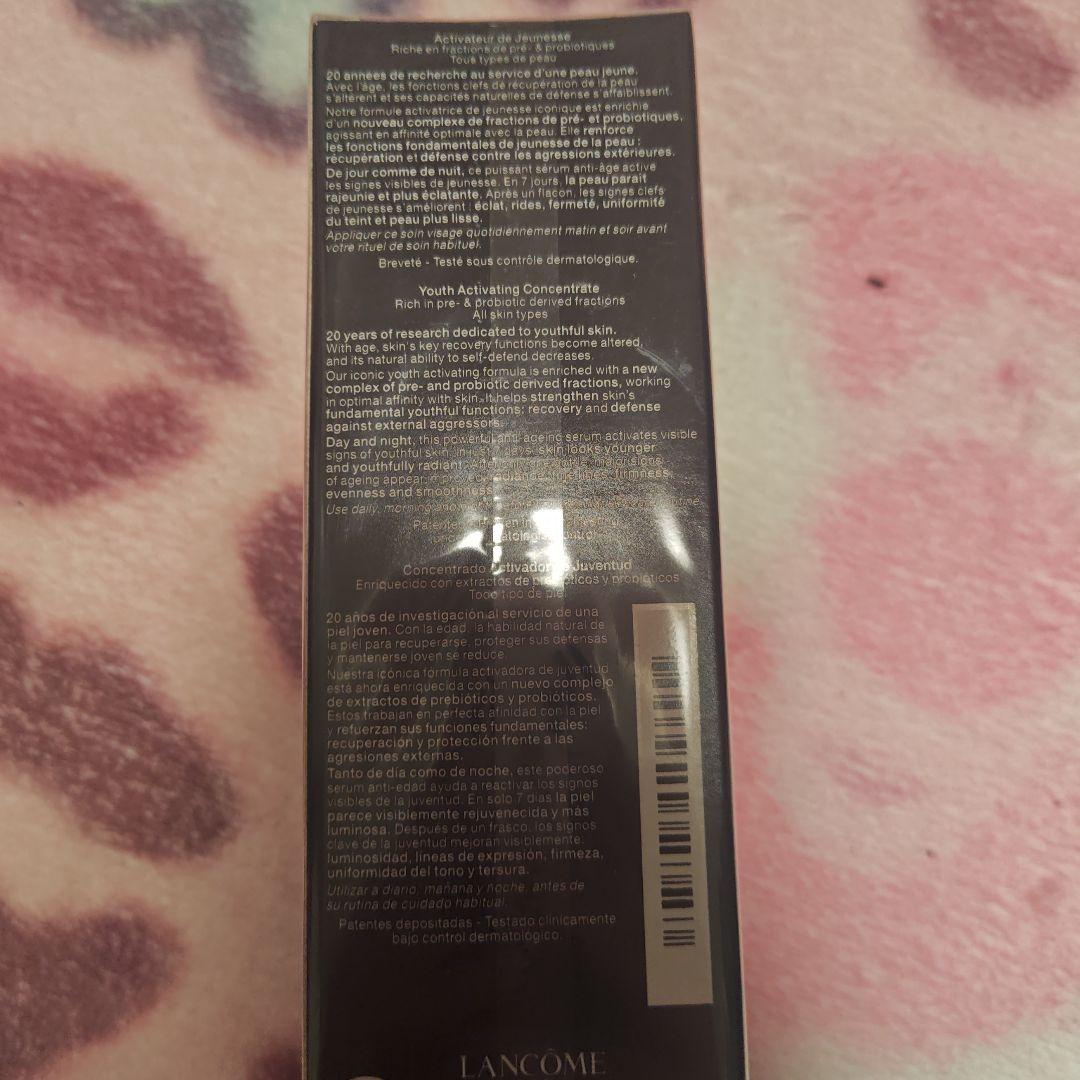 Activateur de Jeunesse
Riche en fractions de pré- & probiotiques
Tous types de peau
20 années de recherche au service d'une peau jeune.
Avec l'âge, les fonctions clefs de récupération de la peau
s'altèrent et ses capacités naturelles de défense s'affaiblissent.
Notre formule activatrice de jeunesse iconique est enrichie
d'un nouveau complexe de fractions de pré- et probiotiques,
agissant en affinité optimale avec la peau. Elle renforce
les fonctions fondamentales de jeunesse de la peau :
récupération et défense contre les agressions extérieures.
De jour comme de nuit, ce puissant sérum anti-âge active
les signes visibles de jeunesse. En 7 jours, la peau paraît
rajeunie et plus éclatante. Après un flacon, les signes clefs
de jeunesse s'améliorent : éclat, rides, fermeté, uniformité
du teint et peau plus lisse.
Appliquer ce soin visage quotidiennement matin et soir avant
votre rituel de soin habituel.
Breveté - Testé sous contrôle dermatologique.
Youth Activating Concentrate
Rich in pre- & probiotic derived fractions
All skin types
20 years of research dedicated to youthful skin.
With age, skin's key recovery functions become altered,
and its natural ability to self-defend decreases.
Our iconic youth activating formula is enriched with a new
complex of pre- and probiotic derived fractions, working
in optimal affinity with skin. It helps strengthen skin's
fundamental youthful functions: recovery and defense
against external aggressors.
Day and night, this powerful anti-ageing serum activates visible
signs of youthful skin. In just 7 days, skin looks younger
and youthfully radiant.
of ageing appear firmness,
evenness and smoothness
Use daily, morning and
Concentrado Activador de Juventud
Enriquecido con extractos de prebióticos y probióticos
Todo tipo de piel
20 años de investigación al servicio de una
piel joven. Con la edad, la habilidad natural de
la piel para recuperarse, proteger sus defensas
y mantenerse joven se reduce.
Nuestra icónica fórmula activadora de juventud
está ahora enriquecida con un nuevo complejo
de extractos de prebióticos y probióticos.
Estos trabajan en perfecta afinidad con la piel
y refuerzan sus funciones fundamentales:
recuperación y protección frente a las
agresiones externas.
Tanto de día como de noche, este poderoso
serum anti-edad ayuda a reactivar los signos
visibles de la juventud. En solo 7 días la piel
parece visiblemente rejuvenecida y más
luminosa. Después de un frasco, los signos
clave de la juventud mejoran visiblemente:
luminosidad, líneas de expresión, firmeza,
uniformidad del tono y tersura.
Utilizar a diario, mañana y noche, antes de
su rutina de cuidado habitual.
Patentes depositadas - Testado clínicamente
bajo control dermatológico.
LANCÔME